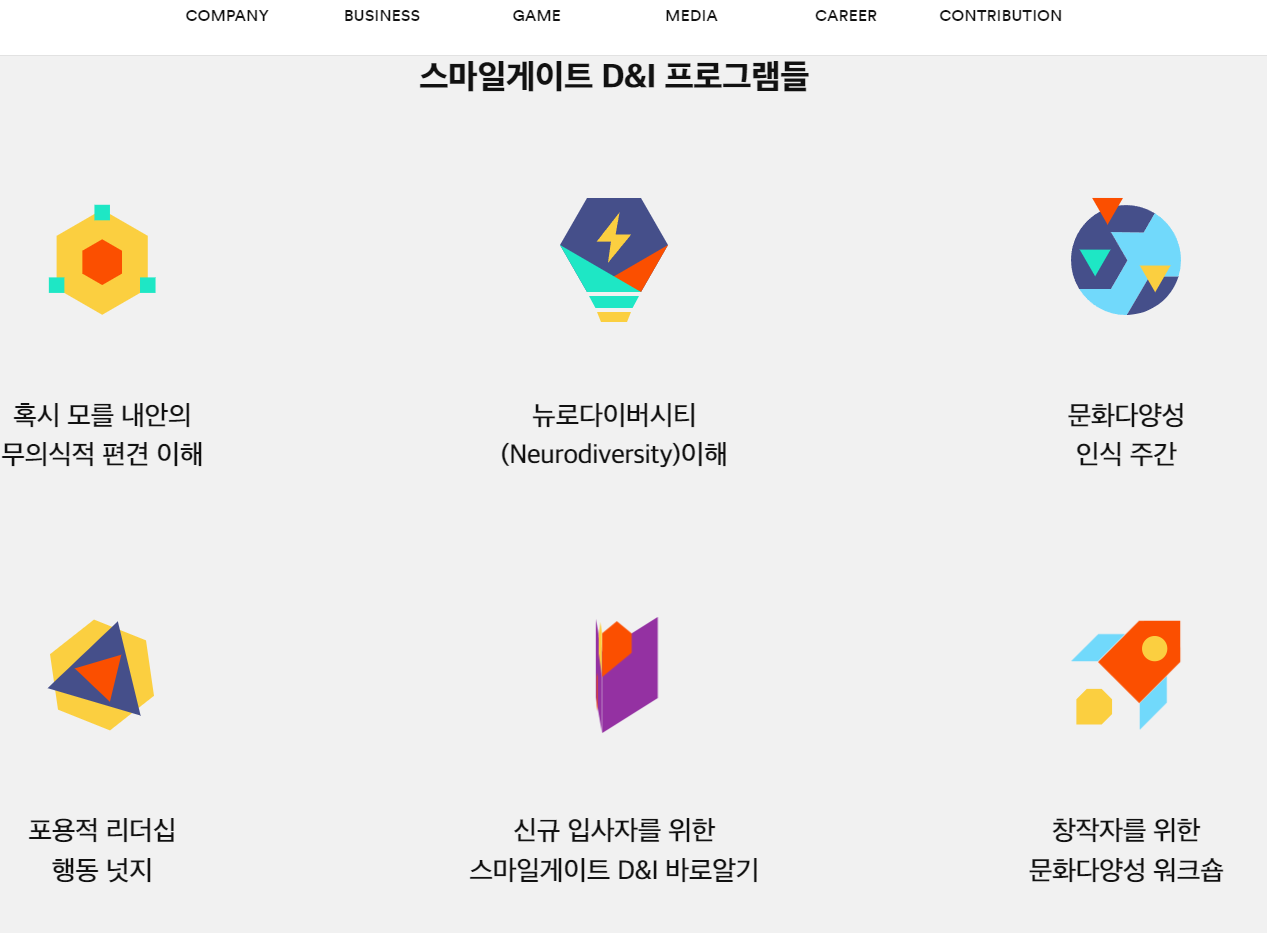 COMPANY BUSINESS GAME MEDIA CAREER CONTRIBUTION
스마일게이트 D&I 프로그램들
혹시 모를 내안의
무의식적 편견 이해
뉴로다이버시티
(Neurodiversity)이해
문화다양성
인식 주간
포용적 리더십
행동 넛지
신규 입사자를 위한
스마일게이트 D&I 바로알기
창작자를 위한
문화다양성 워크숍